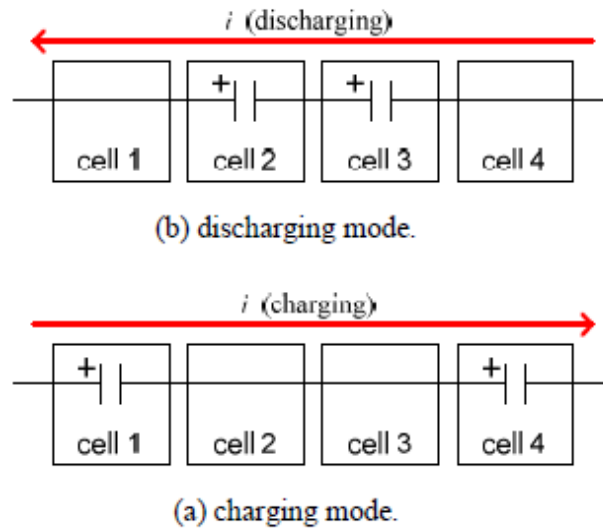 i (discharging)
+ +
cell 1 cell 2 cell 3 cell 4
(b) discharging mode.
i (charging)
+ +
cell 1 cell 2 cell 3 cell 4
(a) charging mode.